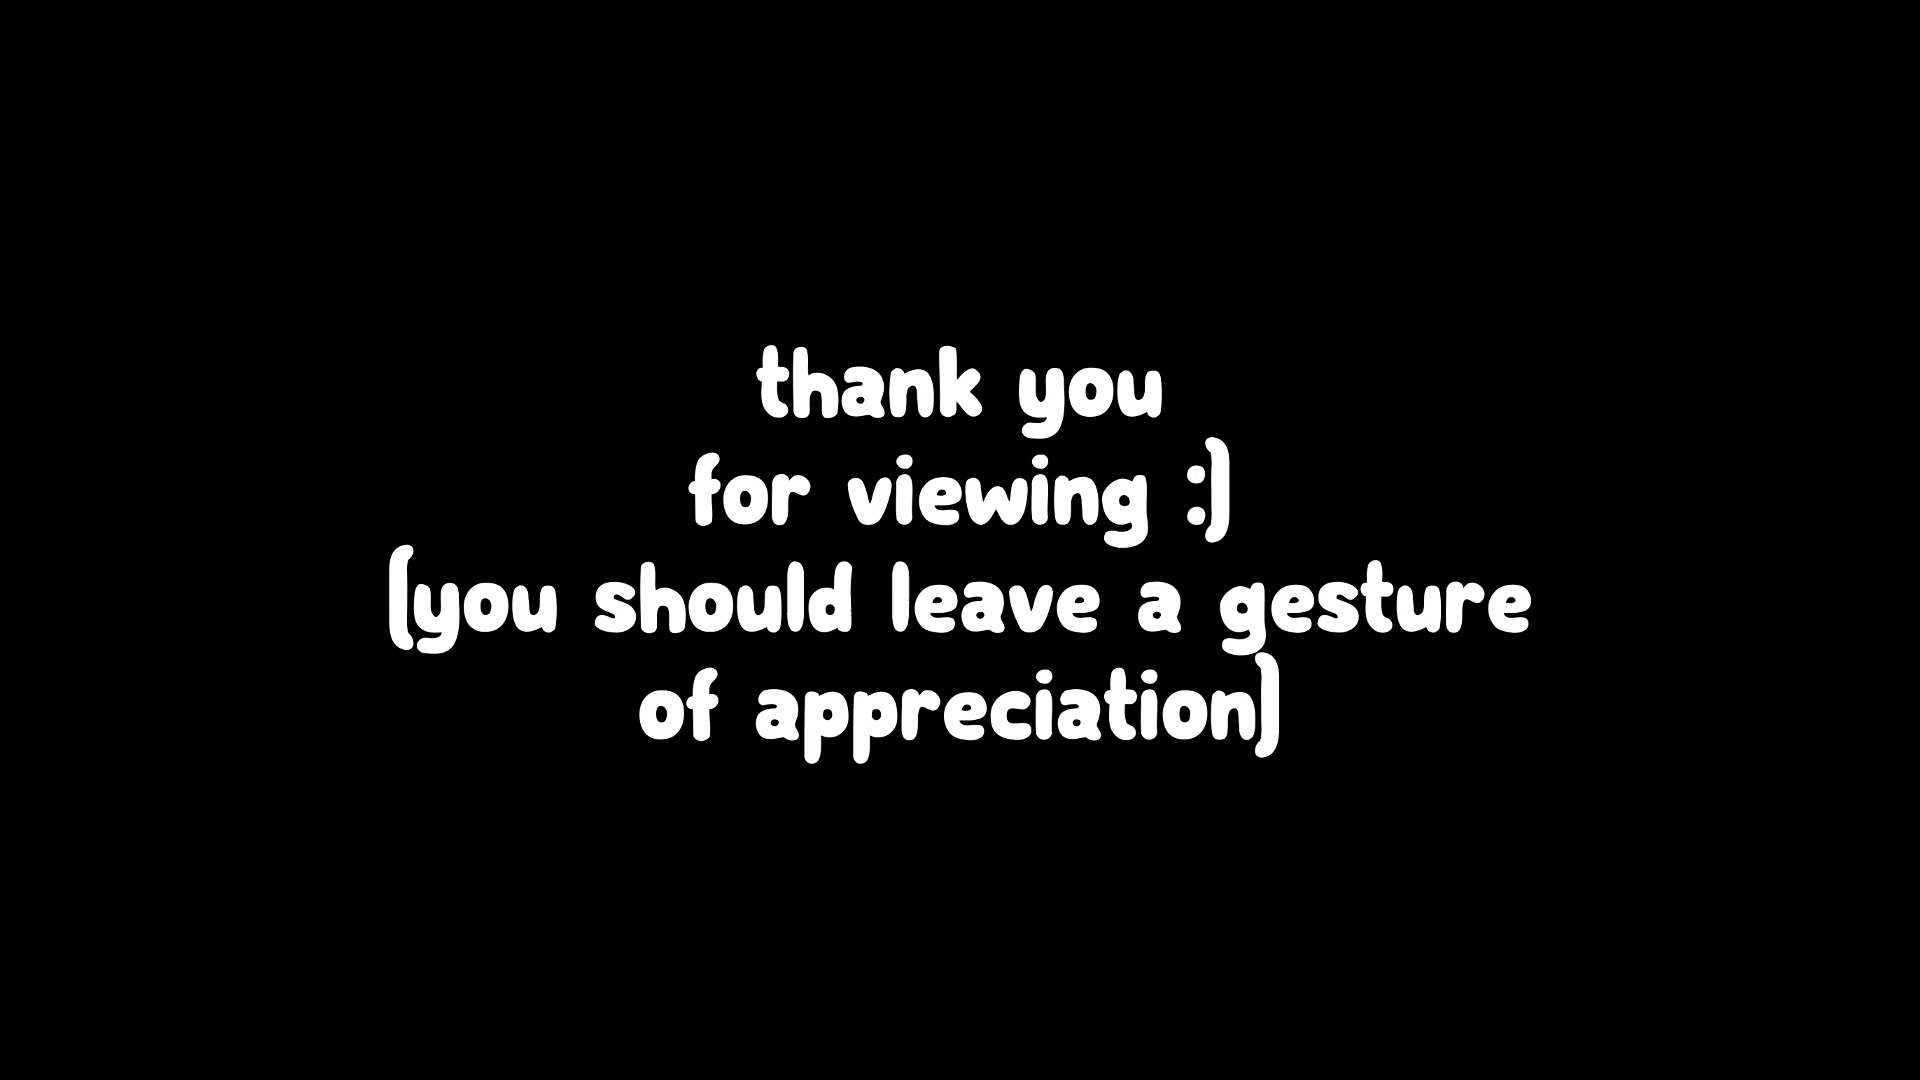 thank you
for viewing :)
(you should leave a gesture
of appreciation)